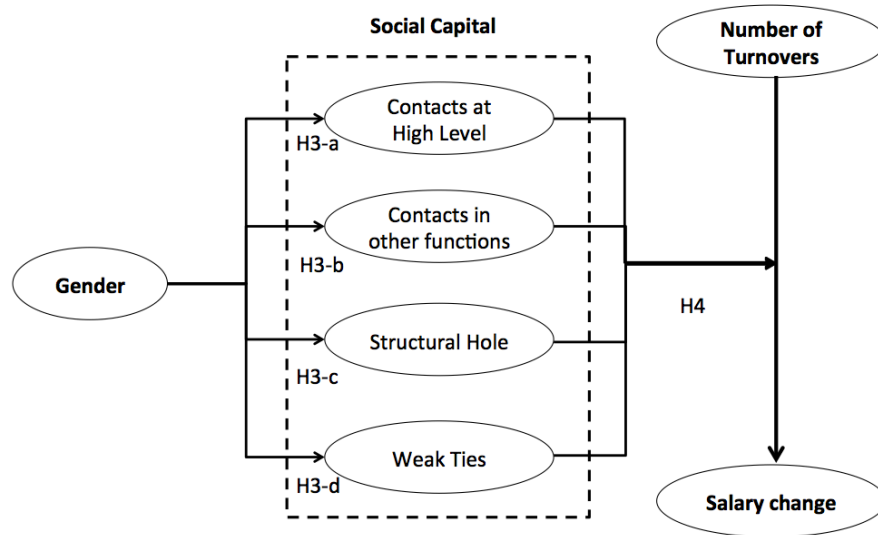 Social Capital
Number of
Turnovers
Contacts at
High Level
H3-a
Contacts in
other functions
H3-b
Gender
H4
Structural Hole
H3-c
Weak Ties
H3-d
Salary change